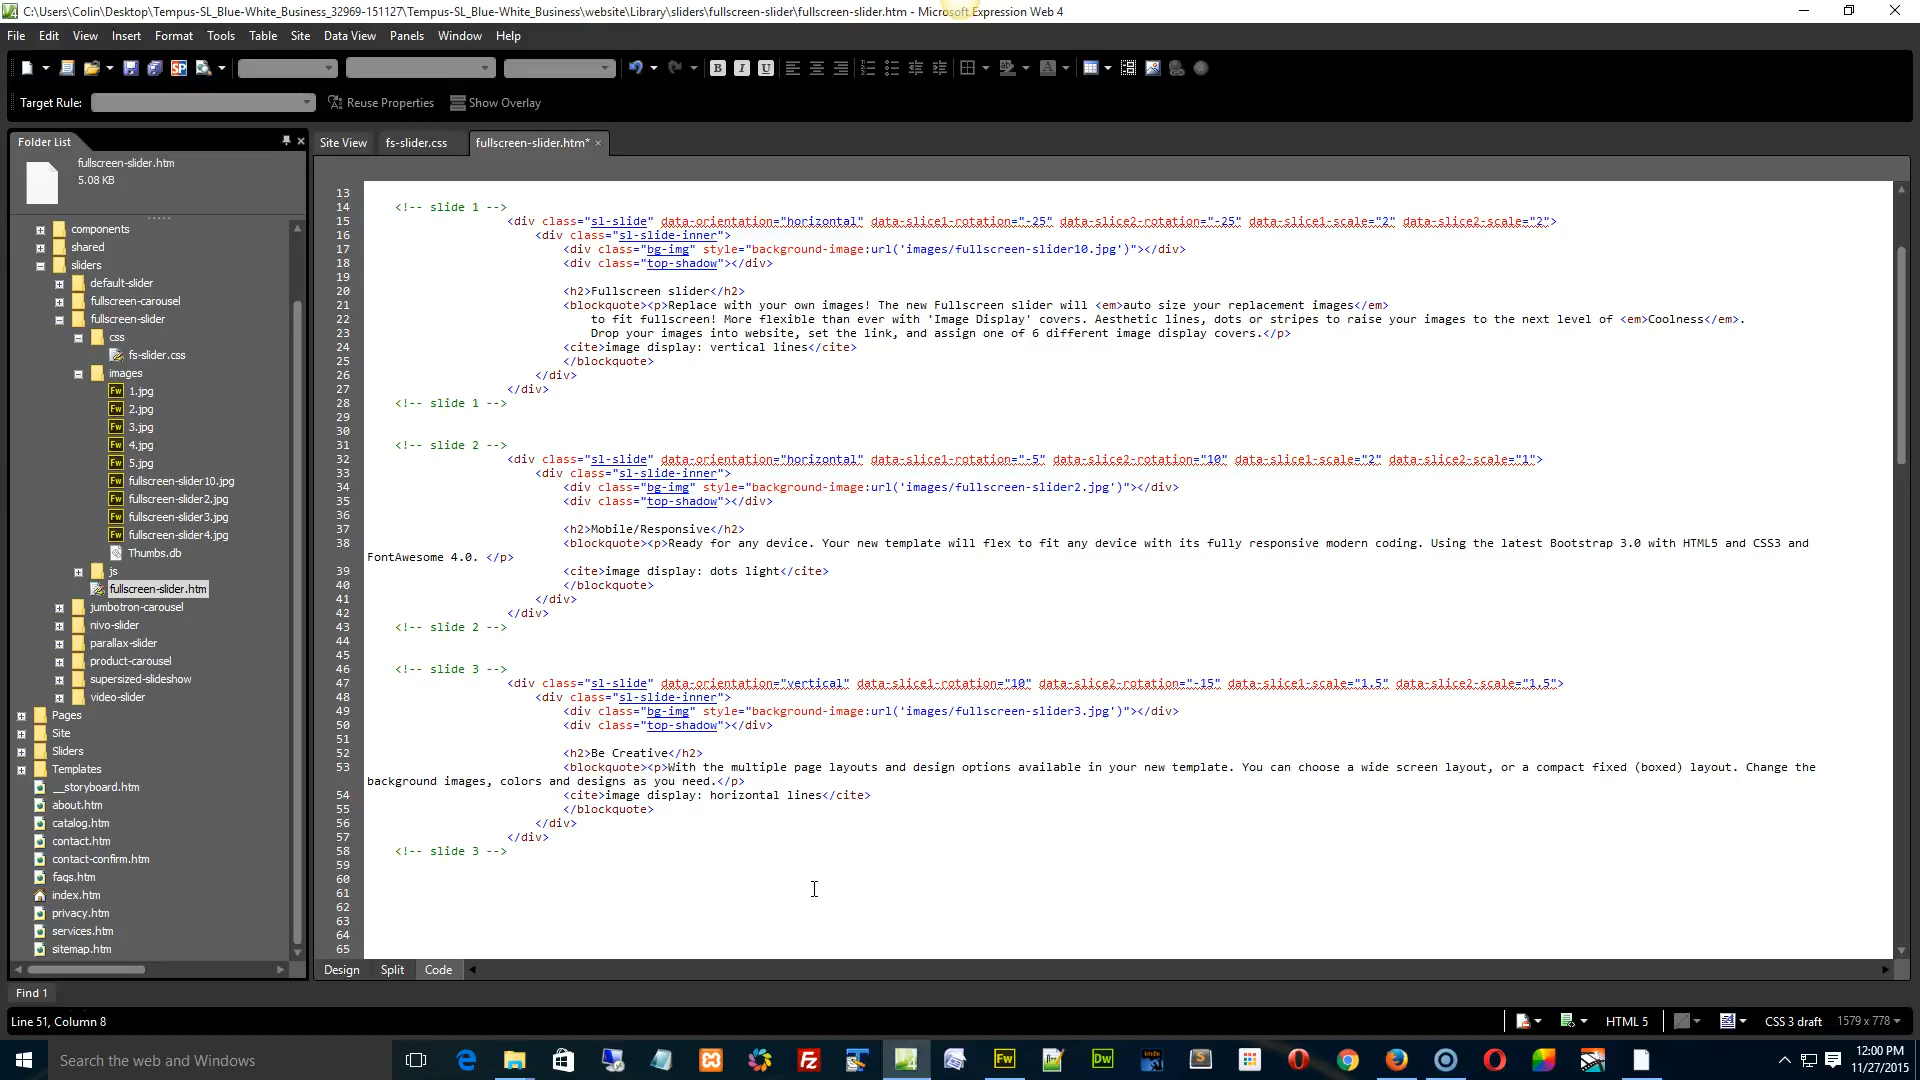 C:\Users\Colin\Desktop\Tempus-SL_Blue-White_Business_32969-151127\Tempus-SL_Blue-White_Business\website\Library\sliders\fullscreen-slider\fullscreen-slider.htm - Microsoft Expression Web 4
File Edit View Insert Format Tools Table Site Data View Panels Window Help
Target Rule: Reuse Properties Show Overlay
Folder List
fullscreen-slider.htm
5.08 KB
components
shared
sliders
default-slider
fullscreen-carousel
fullscreen-slider
css
fs-slider.css
images
1.jpg
2.jpg
3.jpg
4.jpg
5.jpg
fullscreen-slider10.jpg
fullscreen-slider2.jpg
fullscreen-slider3.jpg
fullscreen-slider4.jpg
Thumbs.db
js
fullscreen-slider.htm
jumbotron-carousel
nivo-slider
parallax-slider
product-carousel
supersized-slideshow
video-slider
Pages
Site
Sliders
Templates
__storyboard.htm
about.htm
catalog.htm
contact.htm
contact-confirm.htm
faqs.htm
index.htm
privacy.htm
services.htm
sitemap.htm
Site View fs-slider.css fullscreen-slider.htm* ×
13
14 <!-- slide 1 -->
15 <div class="sl-slide" data-orientation="horizontal" data-slice1-rotation="-25" data-slice2-rotation="-25" data-slice1-scale="2" data-slice2-scale="2">
16 <div class="sl-slide-inner">
17 <div class="bg-img" style="background-image:url('images/fullscreen-slider10.jpg')"></div>
18 <div class="top-shadow"></div>
19
20 <h2>Fullscreen slider</h2>
21 <blockquote><p>Replace with your own images! The new Fullscreen slider will <em>auto size your replacement images</em>
22 to fit fullscreen! More flexible than ever with 'Image Display' covers. Aesthetic lines, dots or stripes to raise your images to the next level of <em>Coolness</em>.
23 Drop your images into website, set the link, and assign one of 6 different image display covers.</p>
24 <cite>image display: vertical lines</cite>
25 </blockquote>
26 </div>
27 </div>
28 <!-- slide 1 -->
29
30
31 <!-- slide 2 -->
32 <div class="sl-slide" data-orientation="horizontal" data-slice1-rotation="-5" data-slice2-rotation="10" data-slice1-scale="2" data-slice2-scale="1">
33 <div class="sl-slide-inner">
34 <div class="bg-img" style="background-image:url('images/fullscreen-slider2.jpg')"></div>
35 <div class="top-shadow"></div>
36
37 <h2>Mobile/Responsive</h2>
38 <blockquote><p>Ready for any device. Your new template will flex to fit any device with its fully responsive modern coding. Using the latest Bootstrap 3.0 with HTML5 and CSS3 and
FontAwesome 4.0. </p>
39 <cite>image display: dots light</cite>
40 </blockquote>
41 </div>
42 </div>
43 <!-- slide 2 -->
44
45
46 <!-- slide 3 -->
47 <div class="sl-slide" data-orientation="vertical" data-slice1-rotation="10" data-slice2-rotation="-15" data-slice1-scale="1.5" data-slice2-scale="1.5">
48 <div class="sl-slide-inner">
49 <div class="bg-img" style="background-image:url('images/fullscreen-slider3.jpg')"></div>
50 <div class="top-shadow"></div>
51
52 <h2>Be Creative</h2>
53 <blockquote><p>With the multiple page layouts and design options available in your new template. You can choose a wide screen layout, or a compact fixed (boxed) layout. Change the
background images, colors and designs as you need.</p>
54 <cite>image display: horizontal lines</cite>
55 </blockquote>
56 </div>
57 </div>
58 <!-- slide 3 -->
59
60
61
62
63
64
65
Design Split Code
Find 1
Line 51, Column 8
HTML 5 CSS 3 draft 1579 x 778
Search the web and Windows
12:00 PM
11/27/2015